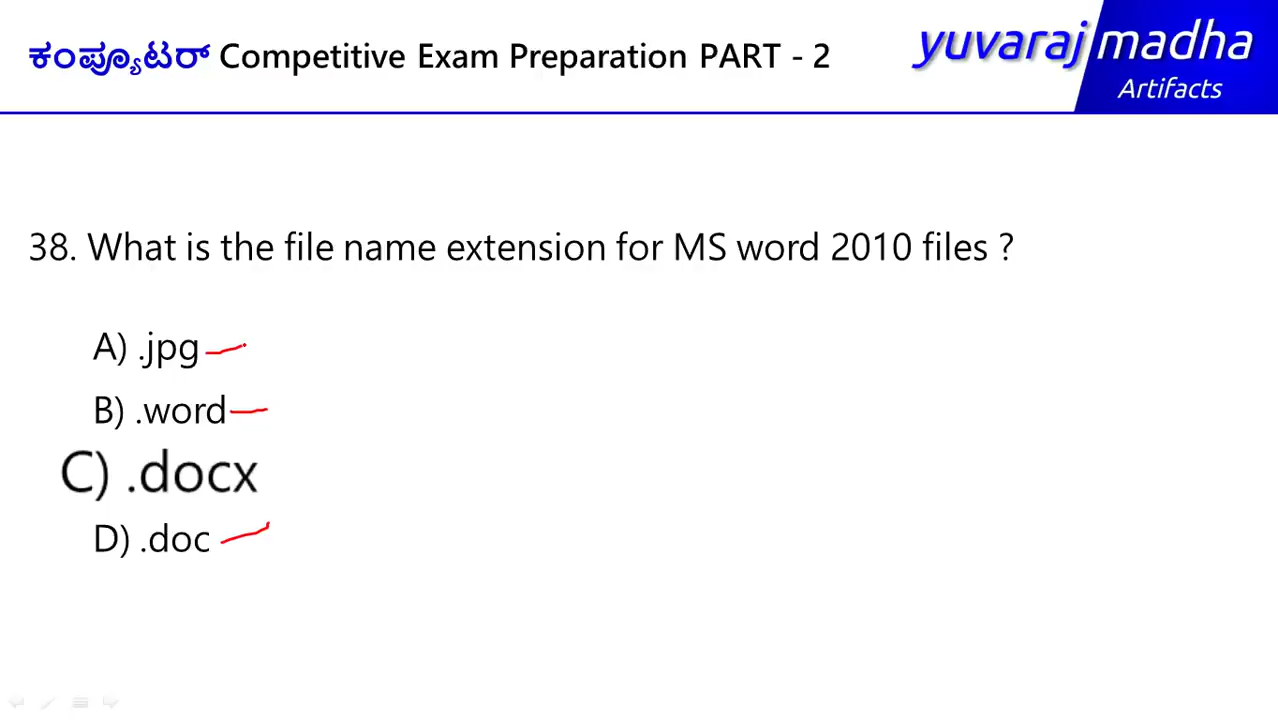 ಕಂಪ್ಯೂಟರ್ Competitive Exam Preparation PART - 2
yuvaraj madha
Artifacts
38. What is the file name extension for MS word 2010 files ?
A) .jpg
B) .word
C) .docx
D) .doc